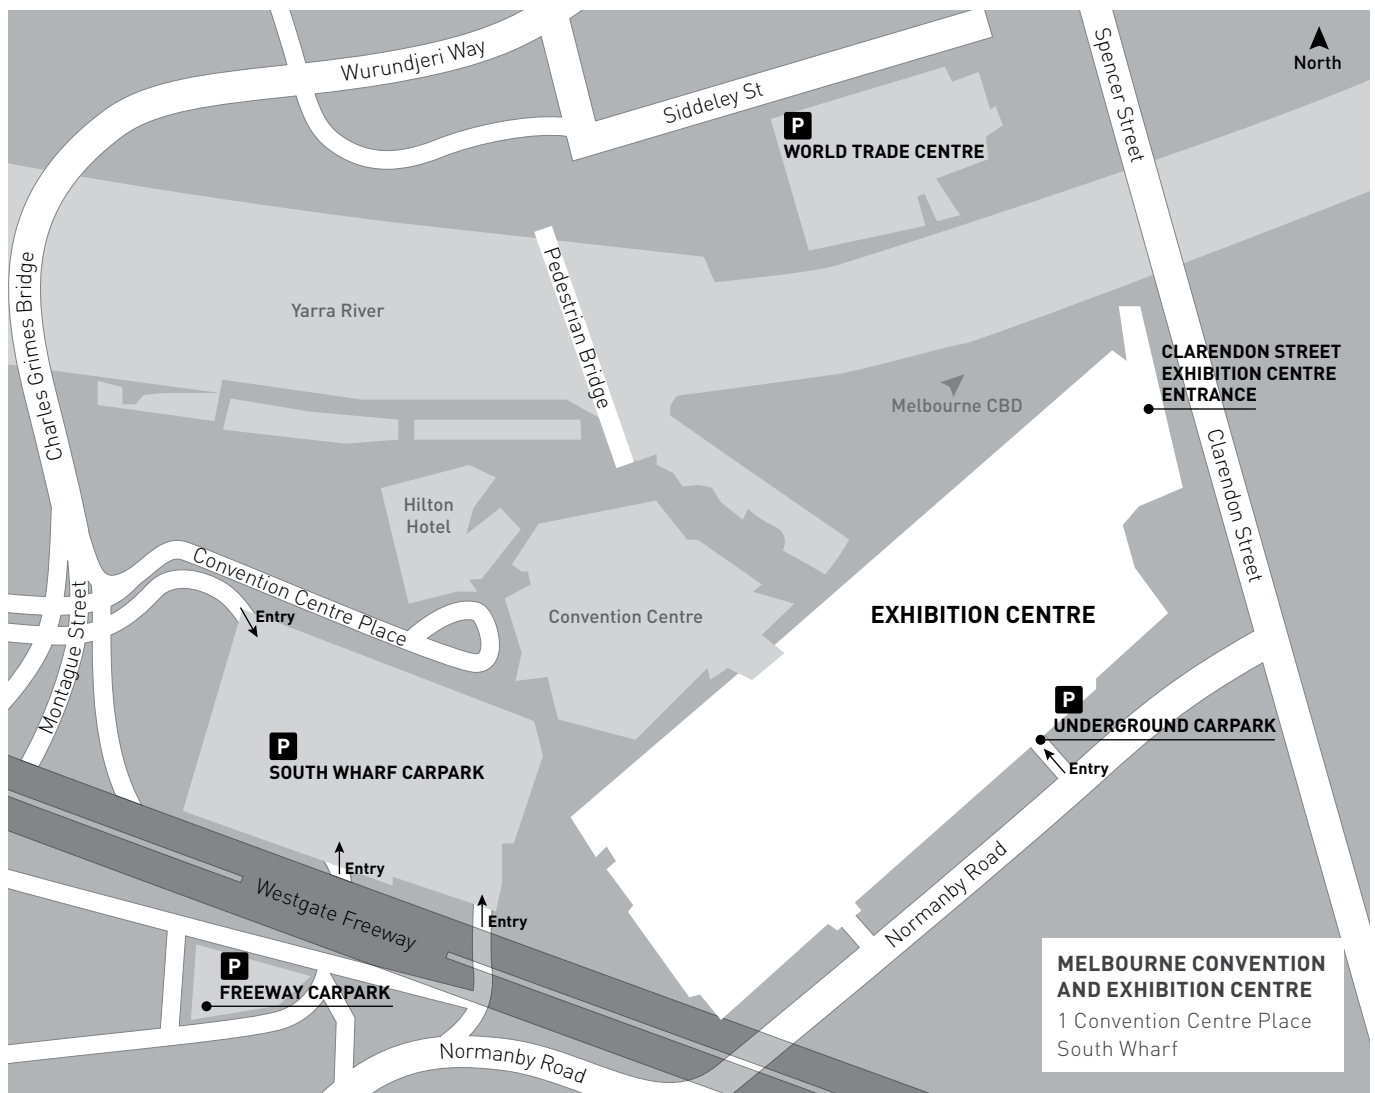 North
Wurundjeri Way
Siddeley St
Spencer Street
P
WORLD TRADE CENTRE
Charles Grimes Bridge
Yarra River
Pedestrian Bridge
CLARENDON STREET
EXHIBITION CENTRE
ENTRANCE
Melbourne CBD
Clarendon Street
Hilton
Hotel
Convention Centre Place
Entry
Convention Centre
EXHIBITION CENTRE
Montague Street
P
UNDERGROUND CARPARK
Entry
P
SOUTH WHARF CARPARK
Entry
Westgate Freeway
Entry
Normanby Road
P
FREEWAY CARPARK
Normanby Road
MELBOURNE CONVENTION
AND EXHIBITION CENTRE
1 Convention Centre Place
South Wharf